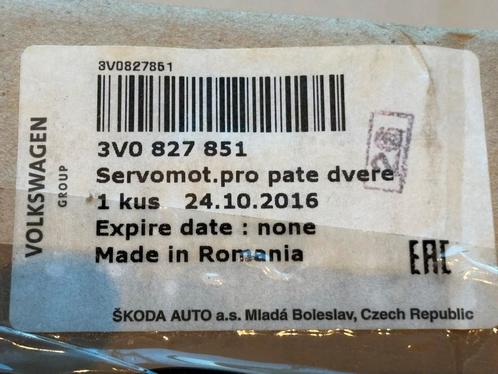 3V0827851
VOLKSWAGEN
GROUP
3V0 827 851
Servomot.pro pate dvere
1 kus 24.10.2016
Expire date : none
Made in Romania
EAC
ŠKODA AUTO a.s. Mladá Boleslav, Czech Republic